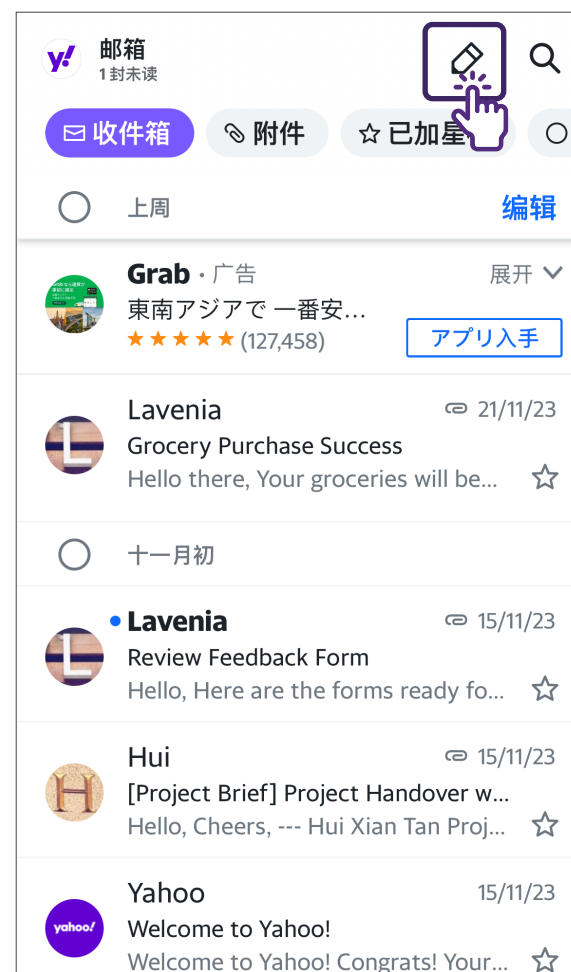 y!
邮箱
1封未读
收件箱
附件
上周
编辑
Grab · 广告
展开
東南アジアで 一番安...
(127,458)
アプリ入手
Lavenia
21/11/23
Grocery Purchase Success
Hello there, Your groceries will be...
十一月初
Lavenia
15/11/23
Review Feedback Form
Hello, Here are the forms ready fo...
Hui
15/11/23
[Project Brief] Project Handover w...
Hello, Cheers, --- Hui Xian Tan Proj...
yahoo!
Yahoo
15/11/23
Welcome to Yahoo!
Welcome to Yahoo! Congrats! Your...